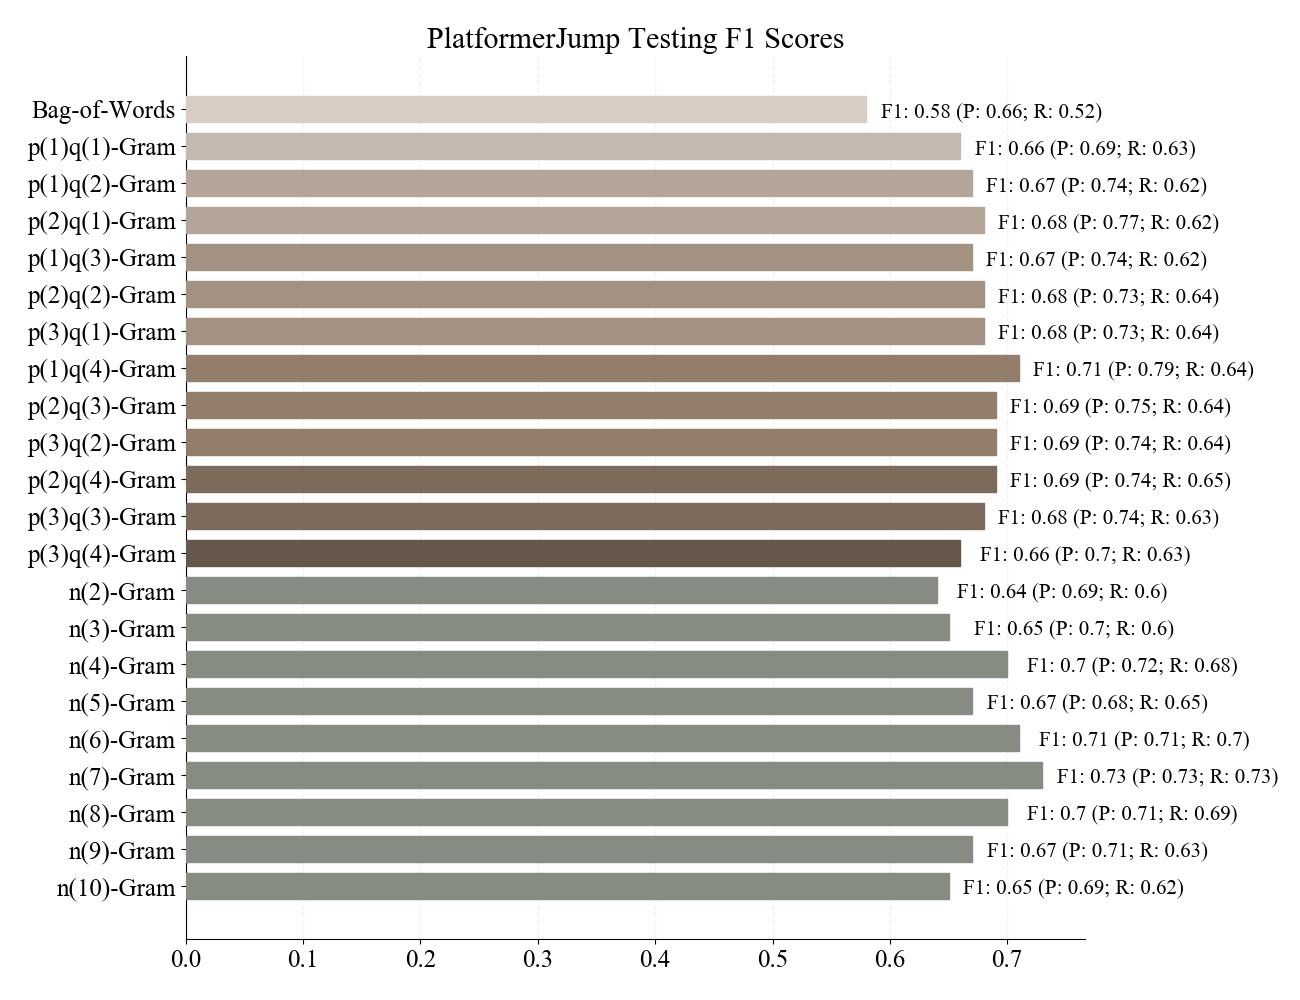 PlatformerJump Testing F1 Scores
Bag-of-Words F1: 0.58 (P: 0.66; R: 0.52)
p(1)q(1)-Gram F1: 0.66 (P: 0.69; R: 0.63)
p(1)q(2)-Gram F1: 0.67 (P: 0.74; R: 0.62)
p(2)q(1)-Gram F1: 0.68 (P: 0.77; R: 0.62)
p(1)q(3)-Gram F1: 0.67 (P: 0.74; R: 0.62)
p(2)q(2)-Gram F1: 0.68 (P: 0.73; R: 0.64)
p(3)q(1)-Gram F1: 0.68 (P: 0.73; R: 0.64)
p(1)q(4)-Gram F1: 0.71 (P: 0.79; R: 0.64)
p(2)q(3)-Gram F1: 0.69 (P: 0.75; R: 0.64)
p(3)q(2)-Gram F1: 0.69 (P: 0.74; R: 0.64)
p(2)q(4)-Gram F1: 0.69 (P: 0.74; R: 0.65)
p(3)q(3)-Gram F1: 0.68 (P: 0.74; R: 0.63)
p(3)q(4)-Gram F1: 0.66 (P: 0.7; R: 0.63)
n(2)-Gram F1: 0.64 (P: 0.69; R: 0.6)
n(3)-Gram F1: 0.65 (P: 0.7; R: 0.6)
n(4)-Gram F1: 0.7 (P: 0.72; R: 0.68)
n(5)-Gram F1: 0.67 (P: 0.68; R: 0.65)
n(6)-Gram F1: 0.71 (P: 0.71; R: 0.7)
n(7)-Gram F1: 0.73 (P: 0.73; R: 0.73)
n(8)-Gram F1: 0.7 (P: 0.71; R: 0.69)
n(9)-Gram F1: 0.67 (P: 0.71; R: 0.63)
n(10)-Gram F1: 0.65 (P: 0.69; R: 0.62)
0.0 0.1 0.2 0.3 0.4 0.5 0.6 0.7